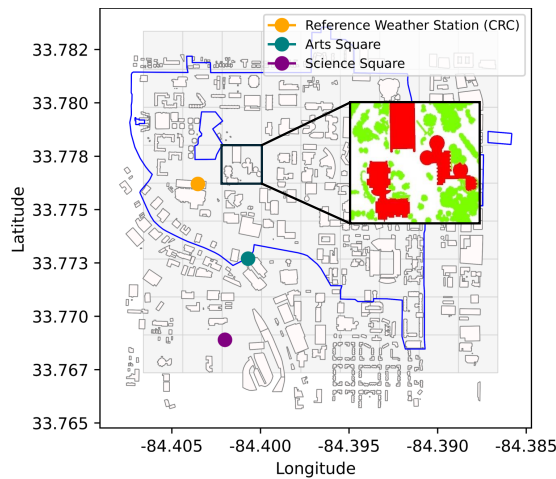 Reference Weather Station (CRC)
Arts Square
Science Square
33.782
33.780
33.778
33.775
33.773
33.770
33.767
33.765
Latitude
-84.405 -84.400 -84.395 -84.390 -84.385
Longitude